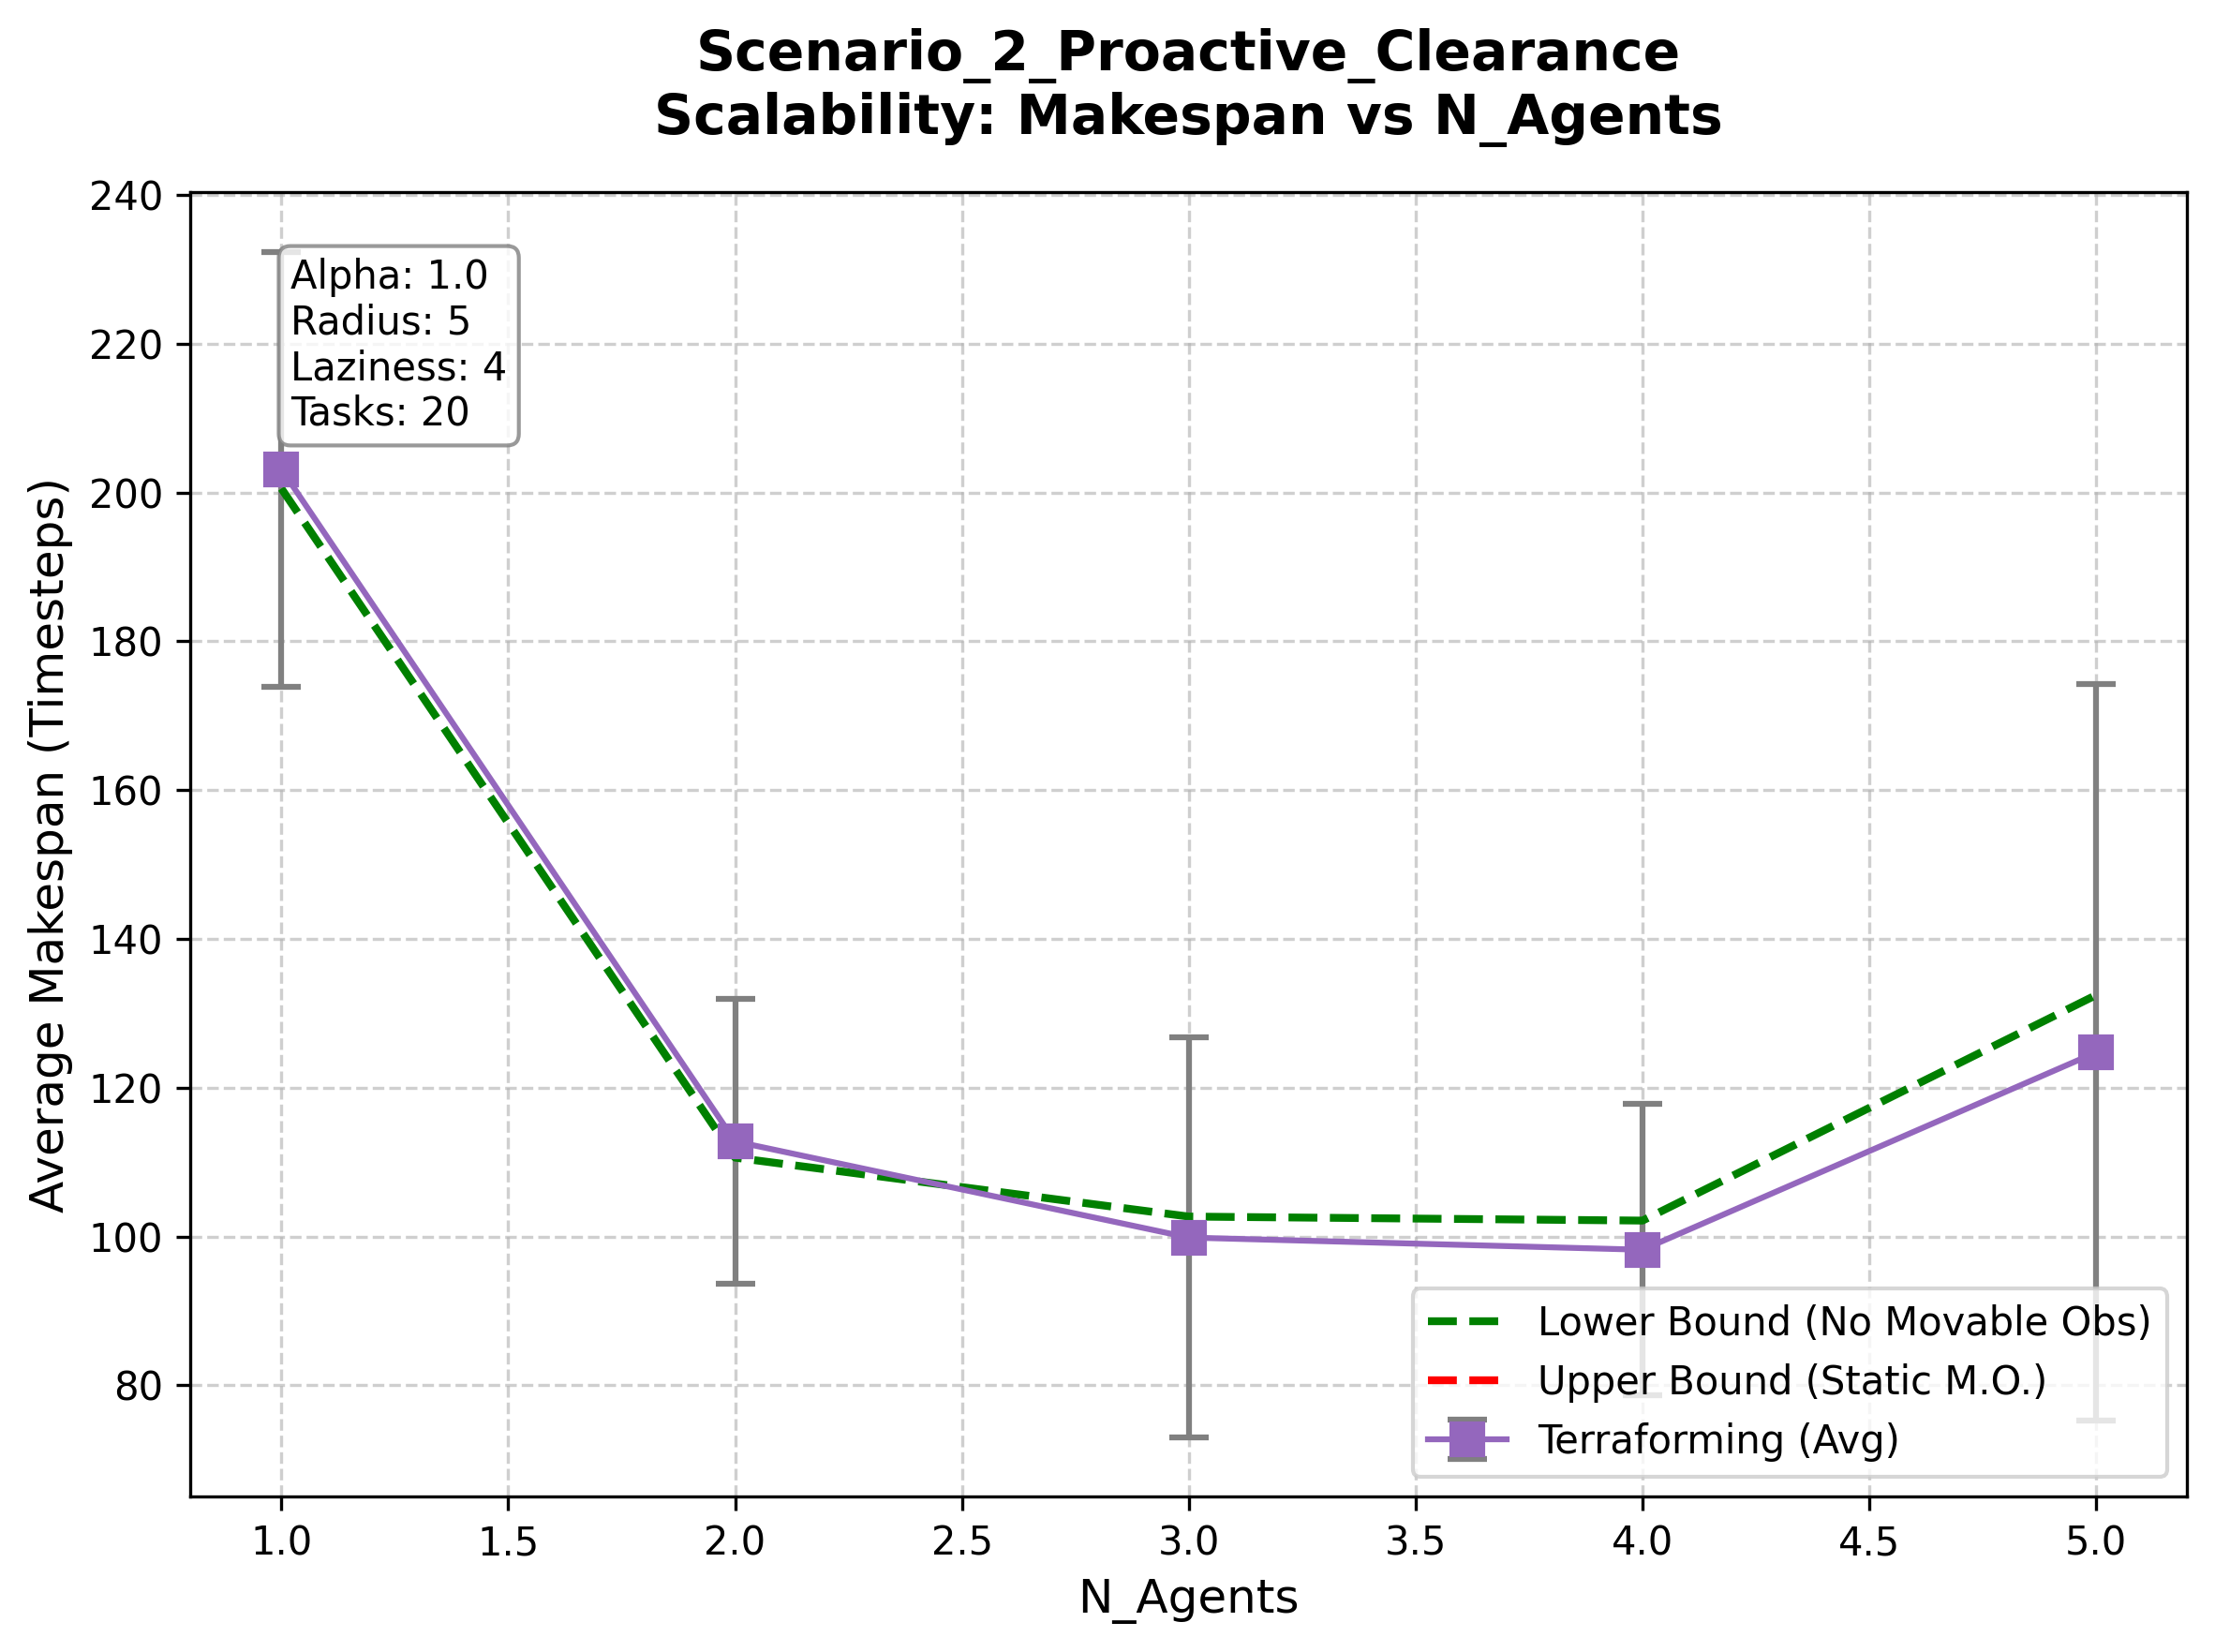 Scenario_2_Proactive_Clearance
Scalability: Makespan vs N_Agents
240
220
200
180
160
140
120
100
80
Average Makespan (Timesteps)
Alpha: 1.0
Radius: 5
Laziness: 4
Tasks: 20
Lower Bound (No Movable Obs)
Upper Bound (Static M.O.)
Terraforming (Avg)
1.0 1.5 2.0 2.5 3.0 3.5 4.0 4.5 5.0
N_Agents